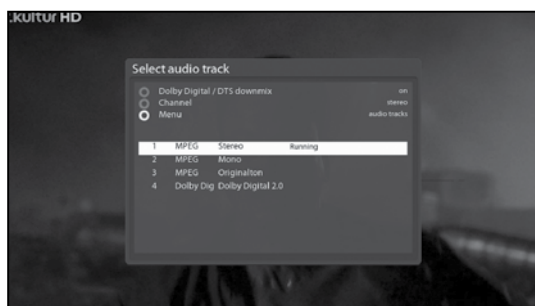 .kultur HD
Select audio track
Dolby Digital / DTS downmix on
Channel stereo
Menu audio tracks
1 MPEG Stereo Running
2 MPEG Mono
3 MPEG Originalton
4 Dolby Dig Dolby Digital 2.0